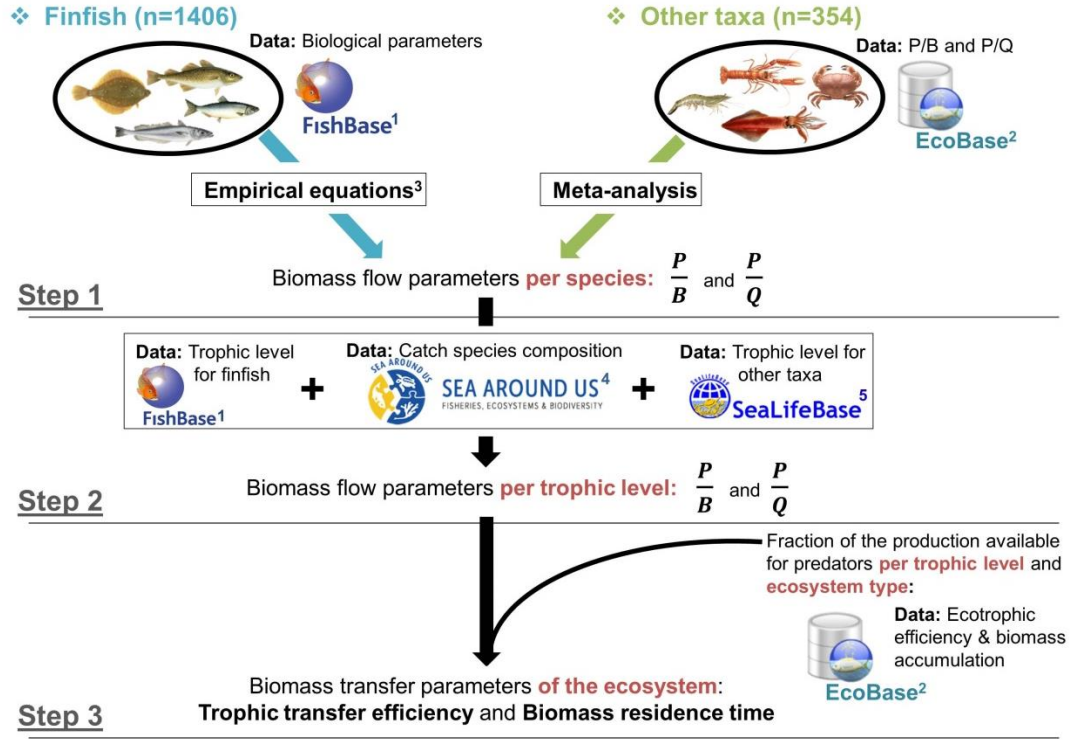 ❖ Finfish (n=1406)
Data: Biological parameters
FishBase¹
❖ Other taxa (n=354)
Data: P/B and P/Q
EcoBase²
Empirical equations³
Meta-analysis
Biomass flow parameters per species: P/B and P/Q
Step 1
Data: Trophic level
for finfish
FishBase¹
+
Data: Catch species composition
SEA AROUND US
SEA AROUND US⁴
FISHERIES, ECOSYSTEMS & BIODIVERSITY
+
Data: Trophic level for
other taxa
SeaLifeBase
SeaLifeBase⁵
Biomass flow parameters per trophic level: P/B and P/Q
Step 2
Fraction of the production available
for predators per trophic level and
ecosystem type:
Data: Ecotrophic
efficiency & biomass
accumulation
EcoBase²
Biomass transfer parameters of the ecosystem:
Trophic transfer efficiency and Biomass residence time
Step 3